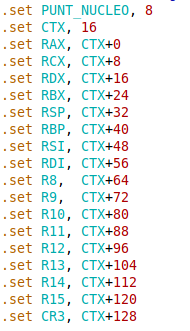 .set PUNT_NUCLEO, 8
.set CTX, 16
.set RAX, CTX+0
.set RCX, CTX+8
.set RDX, CTX+16
.set RBX, CTX+24
.set RSP, CTX+32
.set RBP, CTX+40
.set RSI, CTX+48
.set RDI, CTX+56
.set R8,  CTX+64
.set R9,  CTX+72
.set R10, CTX+80
.set R11, CTX+88
.set R12, CTX+96
.set R13, CTX+104
.set R14, CTX+112
.set R15, CTX+120
.set CR3, CTX+128